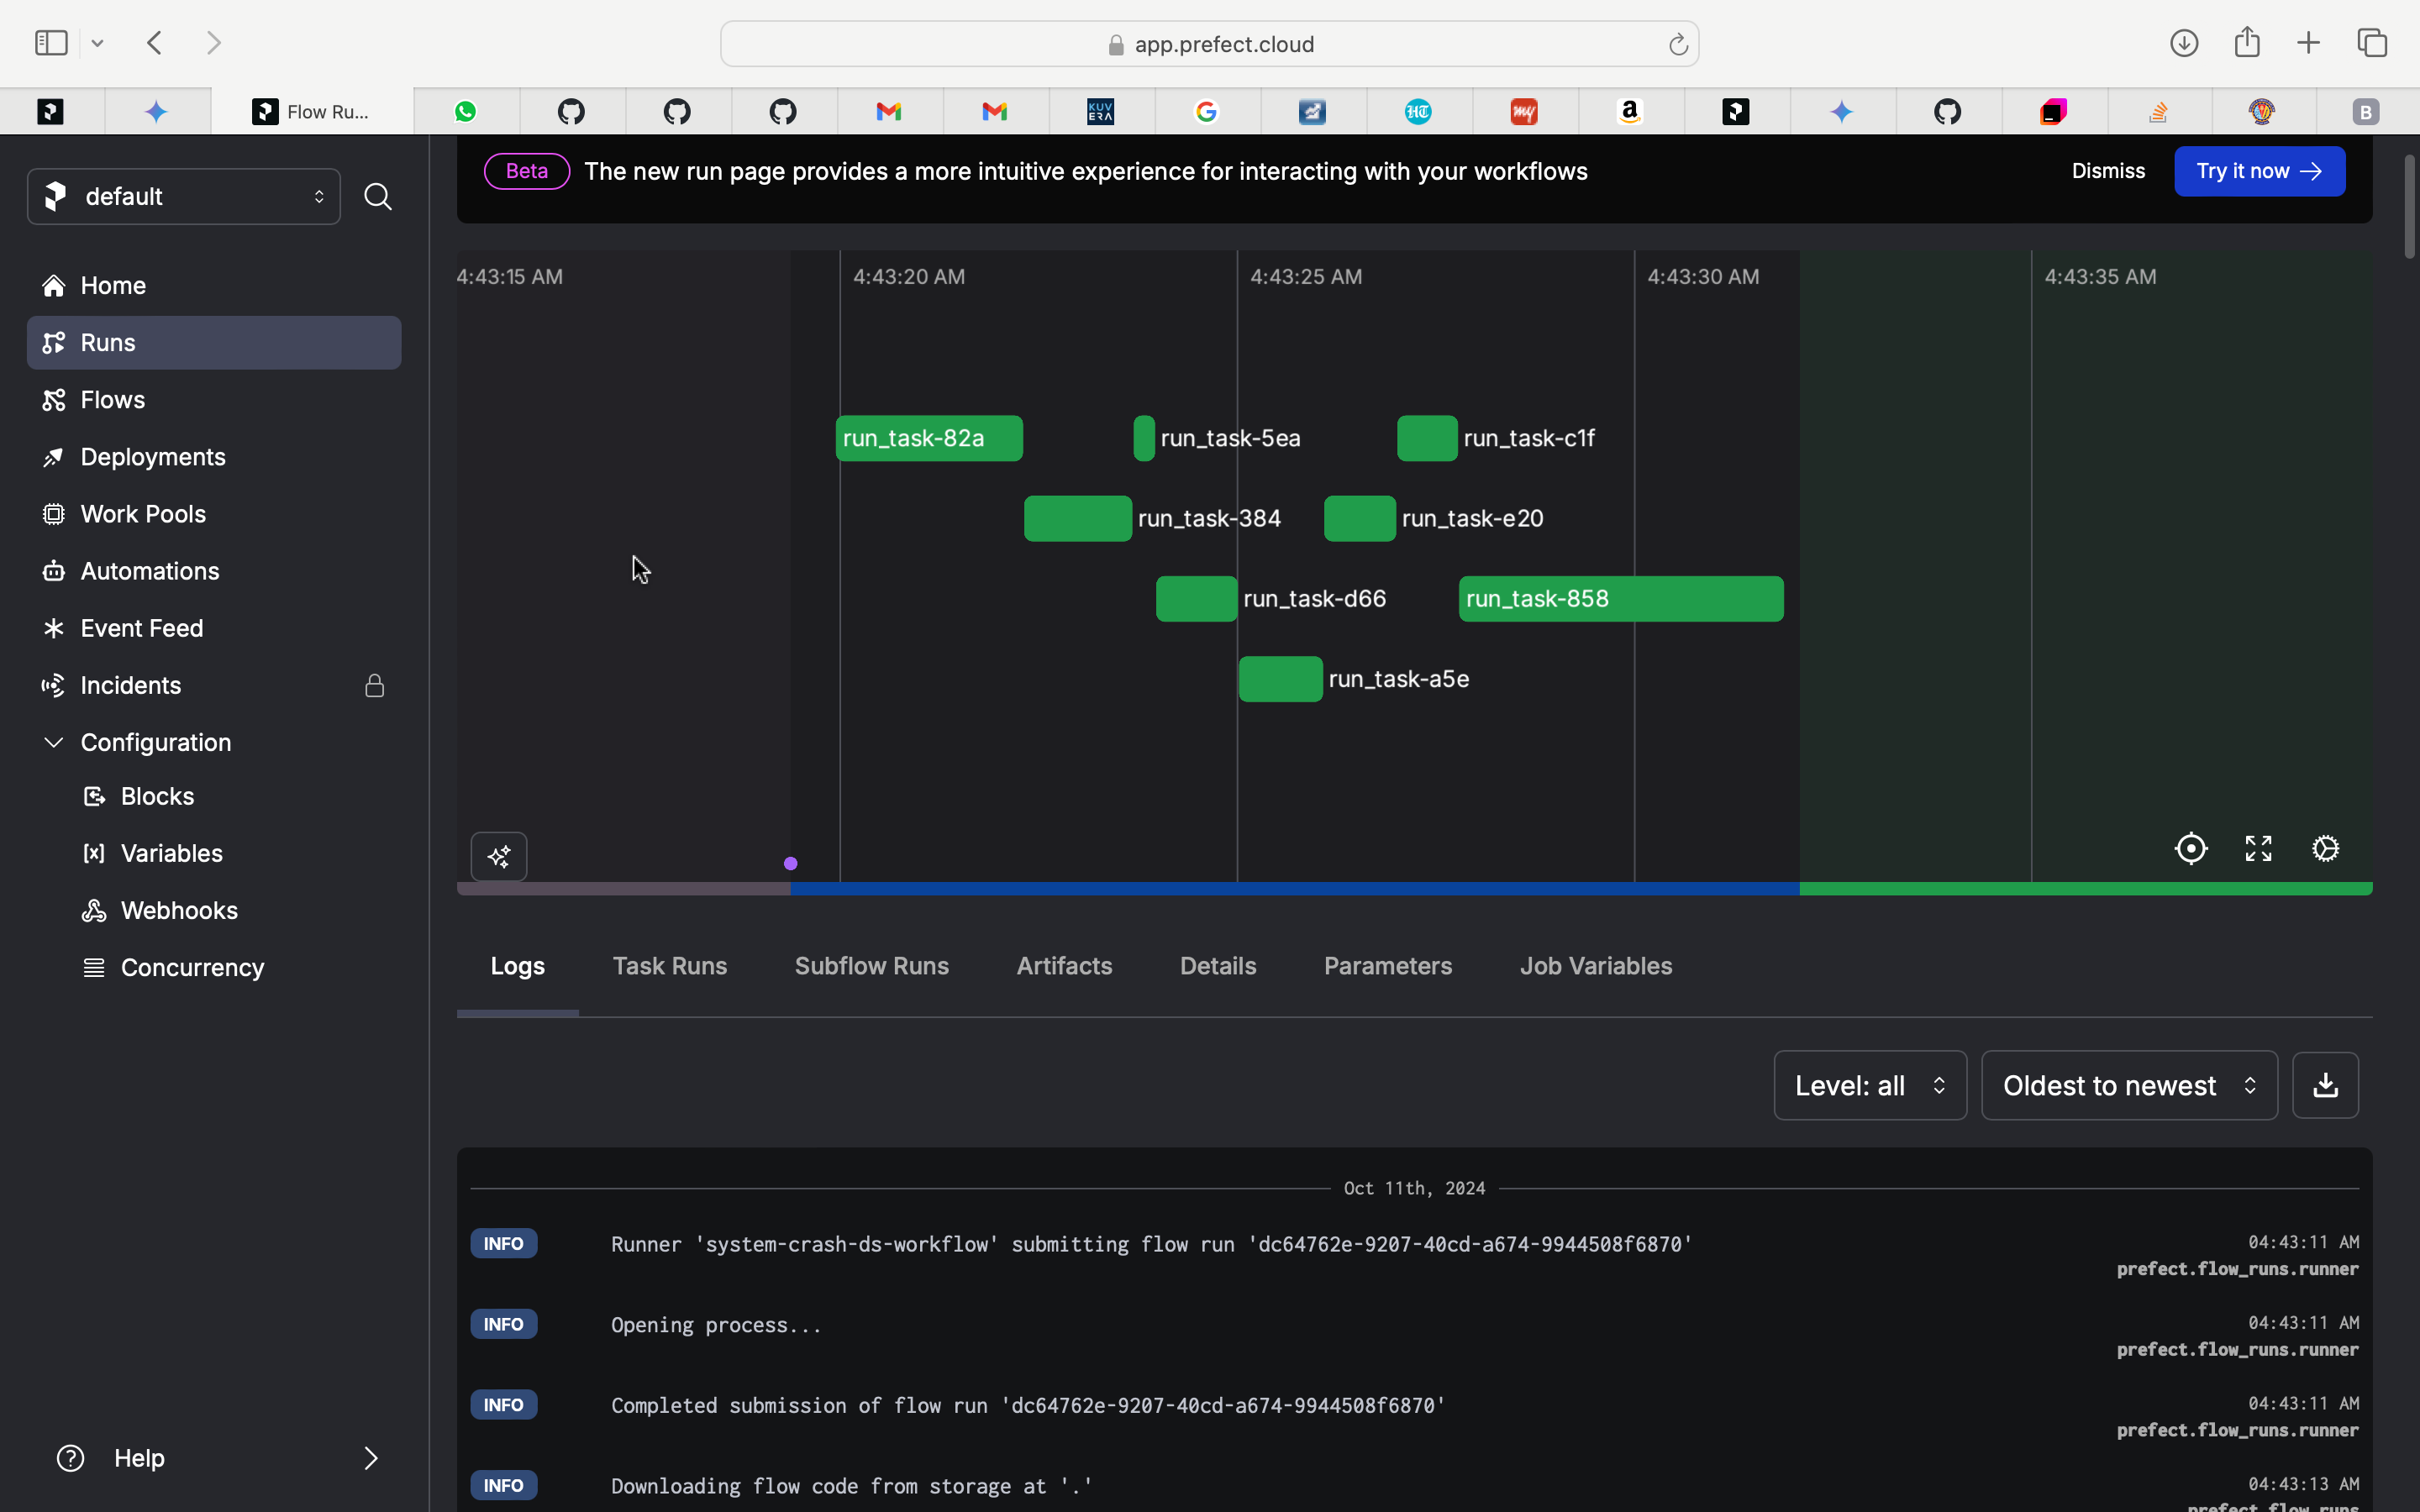 app.prefect.cloud
Flow Ru...
KUV
ERA
HT
my
a
B
default
Beta The new run page provides a more intuitive experience for interacting with your workflows Dismiss Try it now
Home
Runs
Flows
Deployments
Work Pools
Automations
Event Feed
Incidents
Configuration
Blocks
Variables
Webhooks
Concurrency
Help
4:43:15 AM 4:43:20 AM 4:43:25 AM 4:43:30 AM 4:43:35 AM
run_task-82a run_task-5ea run_task-c1f
run_task-384 run_task-e20
run_task-d66 run_task-858
run_task-a5e
Logs Task Runs Subflow Runs Artifacts Details Parameters Job Variables
Level: all Oldest to newest
Oct 11th, 2024
INFO Runner 'system-crash-ds-workflow' submitting flow run 'dc64762e-9207-40cd-a674-9944508f6870' 04:43:11 AM
prefect.flow_runs.runner
INFO Opening process... 04:43:11 AM
prefect.flow_runs.runner
INFO Completed submission of flow run 'dc64762e-9207-40cd-a674-9944508f6870' 04:43:11 AM
prefect.flow_runs.runner
INFO Downloading flow code from storage at '.' 04:43:13 AM
prefect.flow_runs